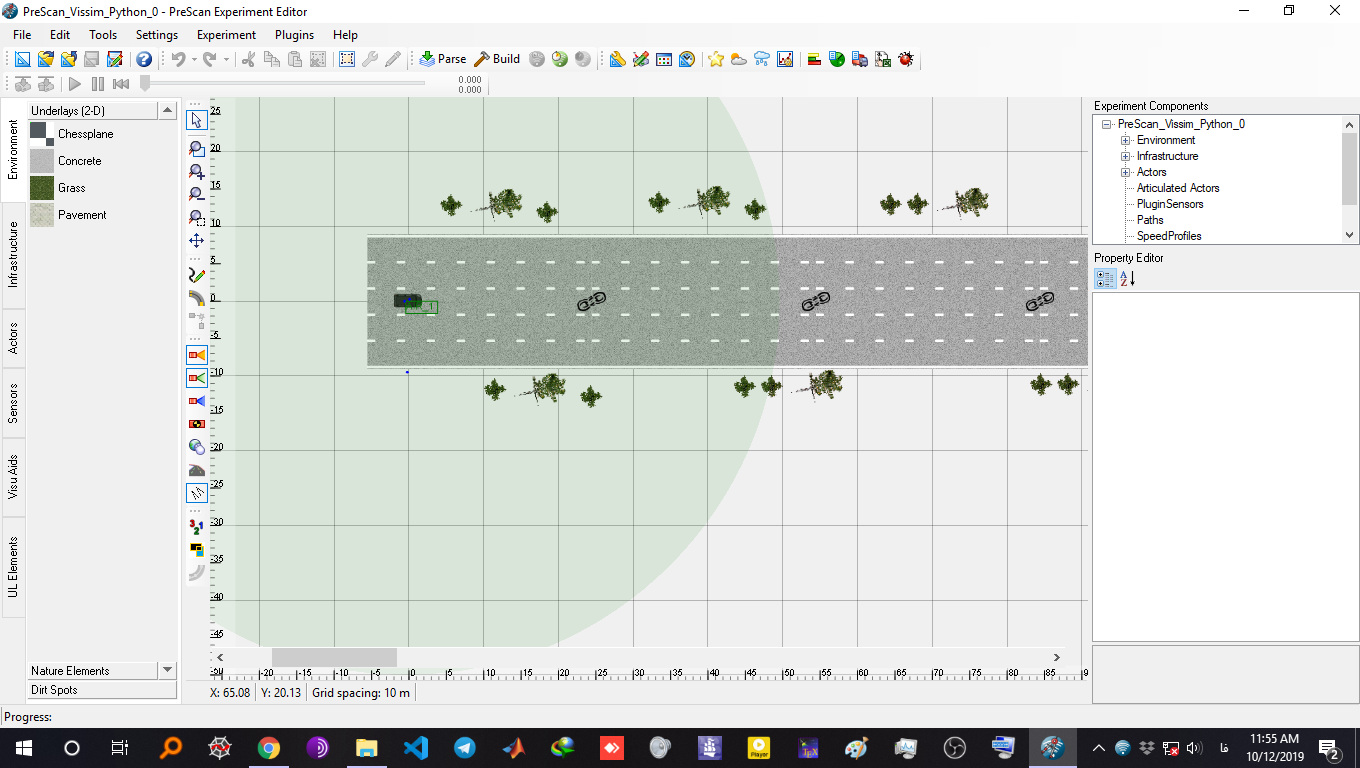 PreScan_Vissim_Python_0 - PreScan Experiment Editor
File Edit Tools Settings Experiment Plugins Help
Parse Build
0.000
0.000
Environment
Infrastructure
Actors
Sensors
Visu Aids
UL Elements
Underlays (2-D)
Chessplane
Concrete
Grass
Pavement
Nature Elements
Dirt Spots
25
20
15
10
5
0
-5
-10
-15
-20
-25
-30
-35
-40
-45
-20 -15 -10 -5 0 5 10 15 20 25 30 35 40 45 50 55 60 65 70 75 80 85
X: 65.08 Y: 20.13 Grid spacing: 10 m
Experiment Components
PreScan_Vissim_Python_0
Environment
Infrastructure
Actors
Articulated Actors
PluginSensors
Paths
SpeedProfiles
Property Editor
Progress:
Player
TEX
فا
11:55 AM
10/12/2019
2